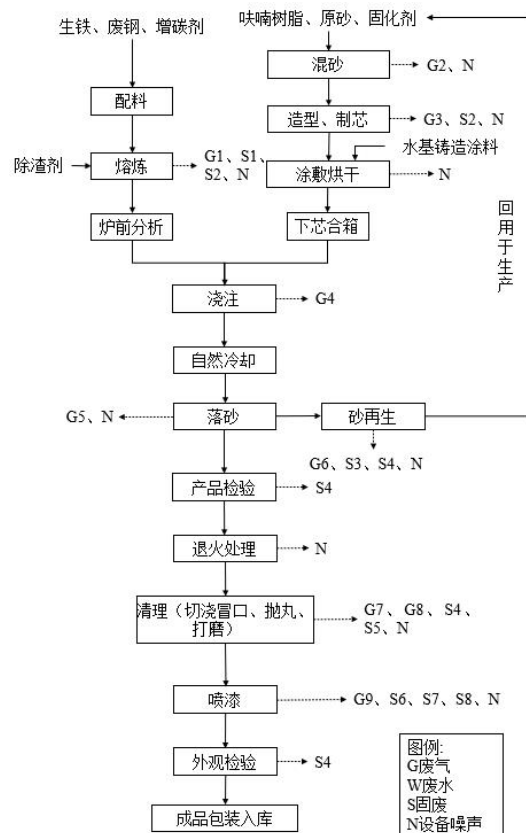 生铁、废钢、增碳剂
呋喃树脂、原砂、固化剂
混砂
G2、N
配料
造型、制芯
G3、S2、N
水基铸造涂料
除渣剂
熔炼
G1、S1、
S2、N
涂敷烘干
N
炉前分析
下芯合箱
回用于生产
浇注
G4
自然冷却
G5、N
落砂
砂再生
G6、S3、S4、N
产品检验
S4
退火处理
N
清理（切浇冒口、抛丸、
打磨）
G7、G8、S4、
S5、N
喷漆
G9、S6、S7、S8、N
外观检验
S4
成品包装入库
图例:
G废气
W废水
S固废
N设备噪声